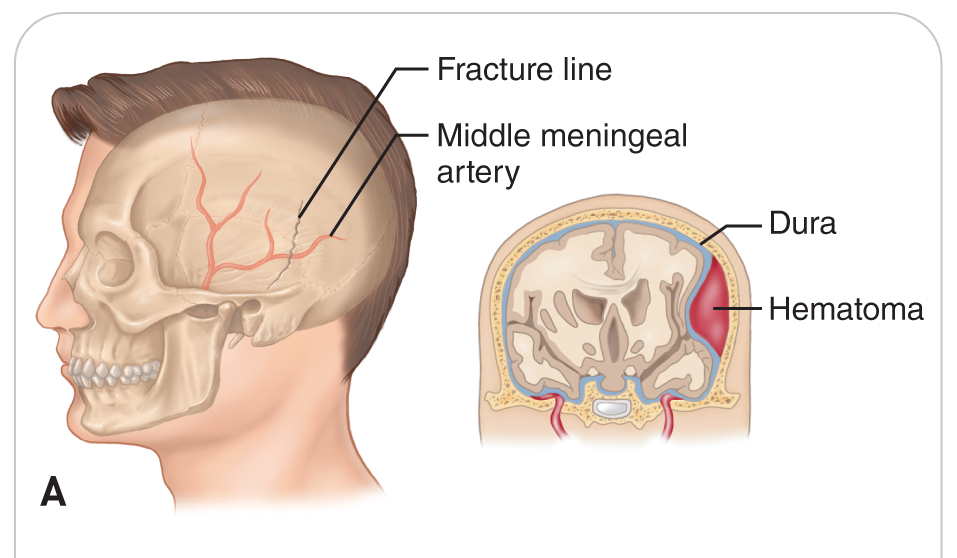 Fracture line
Middle meningeal
artery
Dura
Hematoma
A